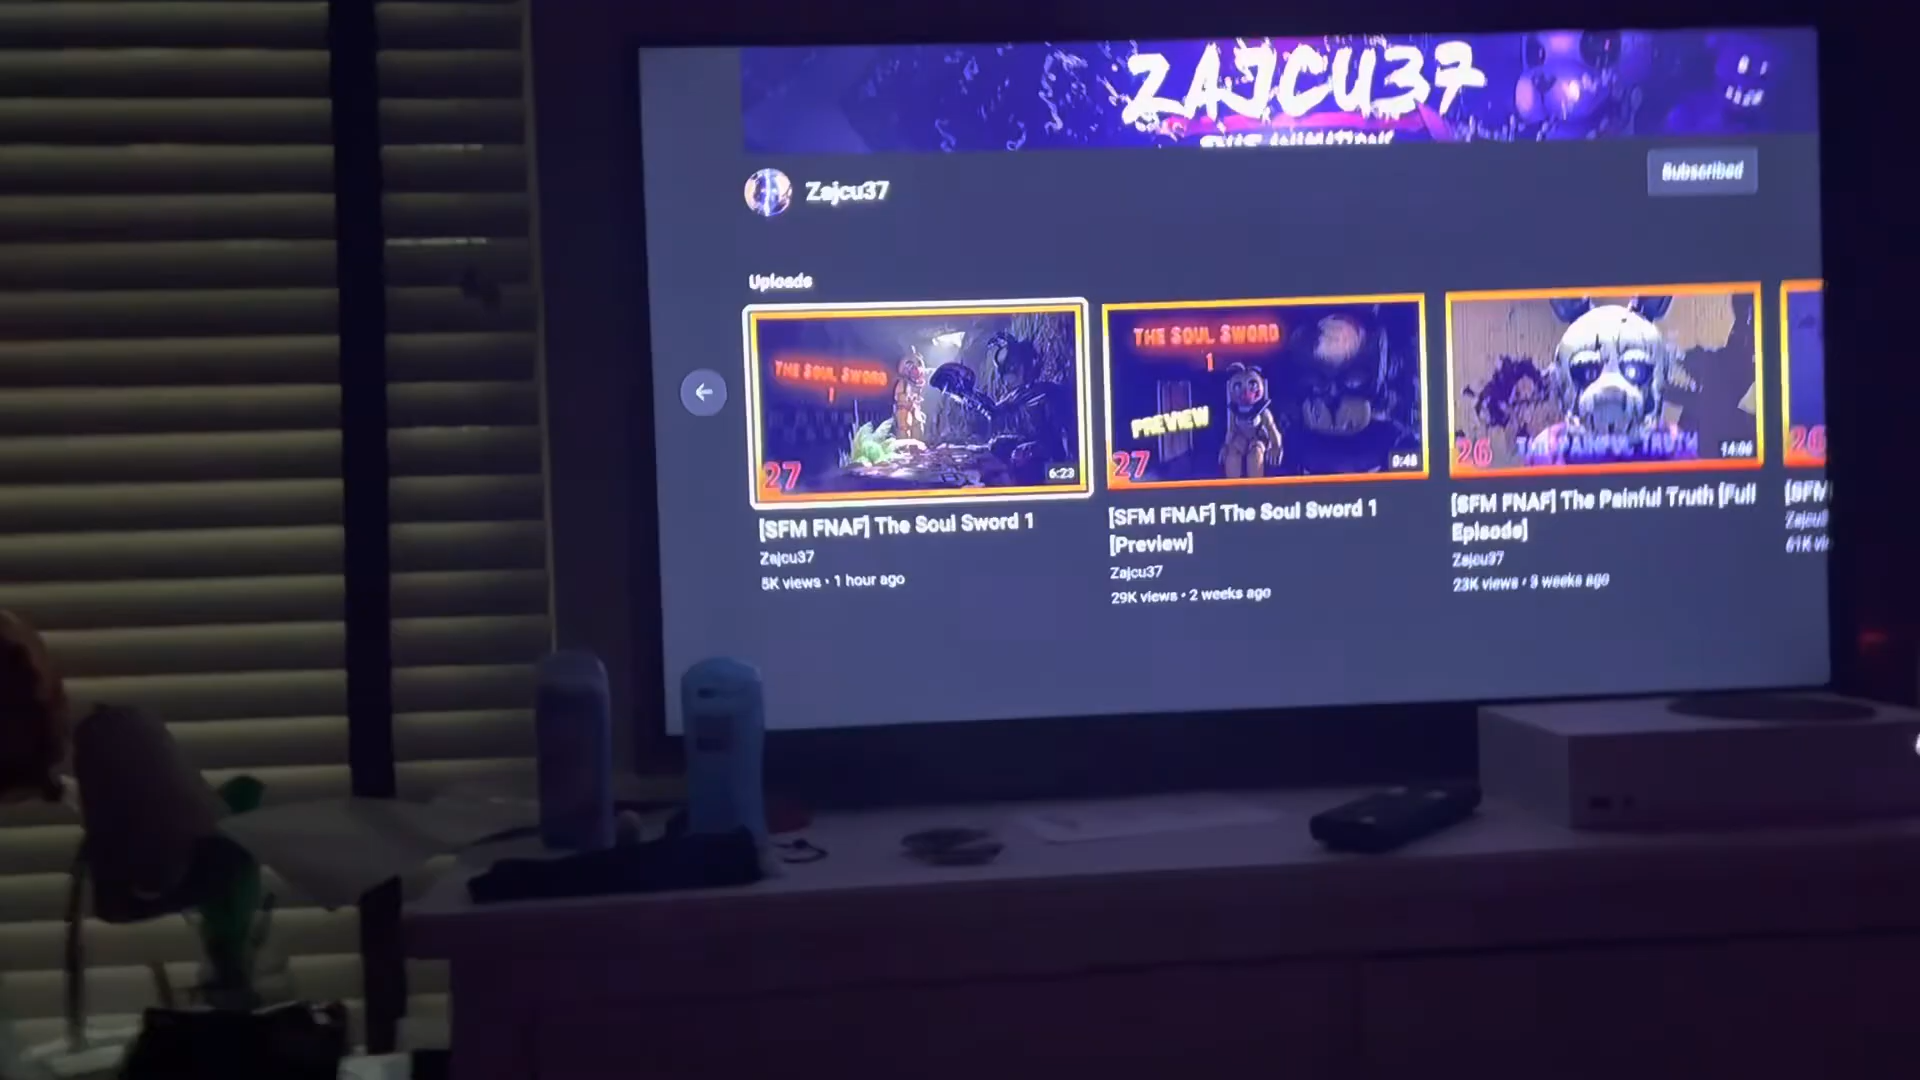 ZAJCU37
Zajcu37
Subscribed
Uploads
THE SOUL SWORD
1
27
6:23
[SFM FNAF] The Soul Sword 1
Zajcu37
5K views • 1 hour ago
THE SOUL SWORD
1
PREVIEW
27
0:48
[SFM FNAF] The Soul Sword 1
[Preview]
Zajcu37
29K views • 2 weeks ago
26
THE PAINFUL TRUTH
14:06
[SFM FNAF] The Painful Truth [Full
Episode]
Zajcu37
23K views • 3 weeks ago
26
[SFM
61K